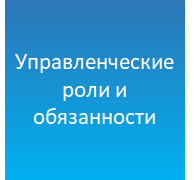 Управленческие
роли и
обязанности